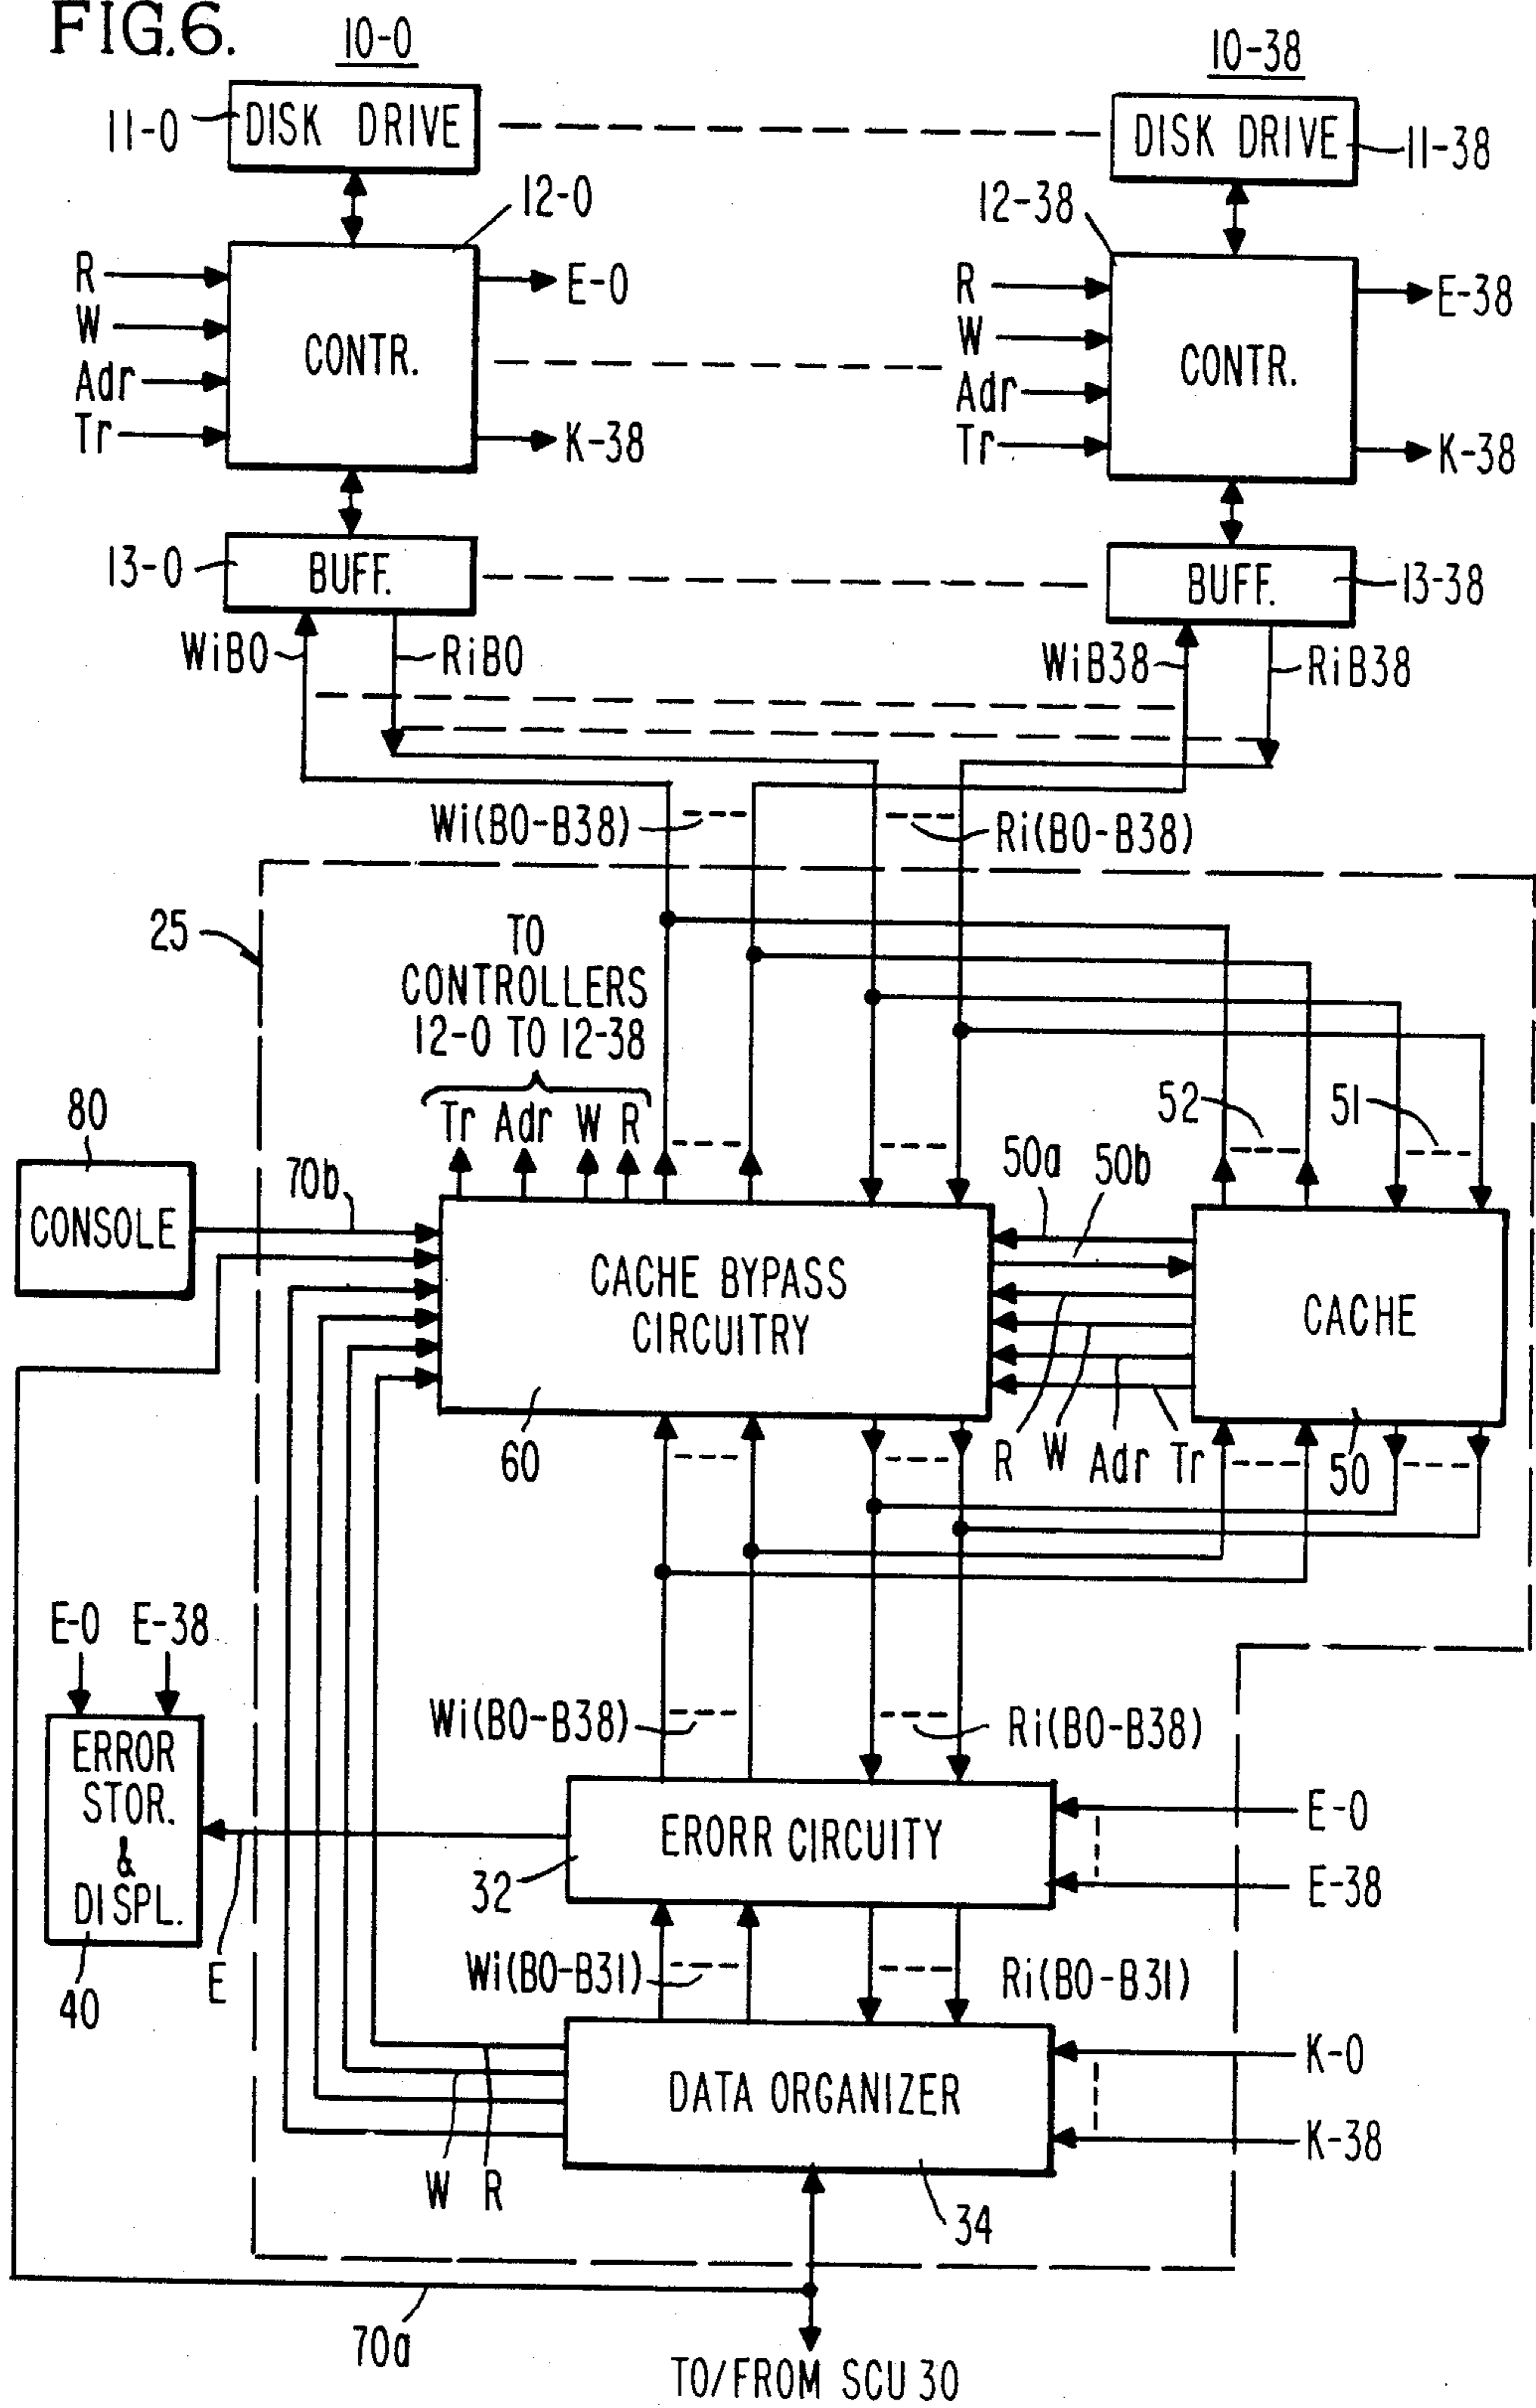 FIG.6.
10-0
10-38
11-0
DISK DRIVE
DISK DRIVE
11-38
12-0
12-38
R
W
Adr
Tr
CONTR.
E-0
K-38
R
W
Adr
Tr
CONTR.
E-38
K-38
13-0
BUFF.
BUFF.
13-38
WiB0
RiB0
WiB38
RiB38
Wi(B0-B38)
Ri(B0-B38)
25
TO
CONTROLLERS
12-0 TO 12-38
Tr Adr W R
52
51
80
CONSOLE
70b
50a
50b
CACHE BYPASS
CIRCUITRY
CACHE
60
R W Adr Tr
50
E-0 E-38
Wi(B0-B38)
Ri(B0-B38)
ERROR
STOR.
&
DISPL.
40
E
ERORR CIRCUITY
32
E-0
E-38
Wi(B0-B31)
Ri(B0-B31)
DATA ORGANIZER
K-0
K-38
W R
34
70a
TO/FROM SCU 30